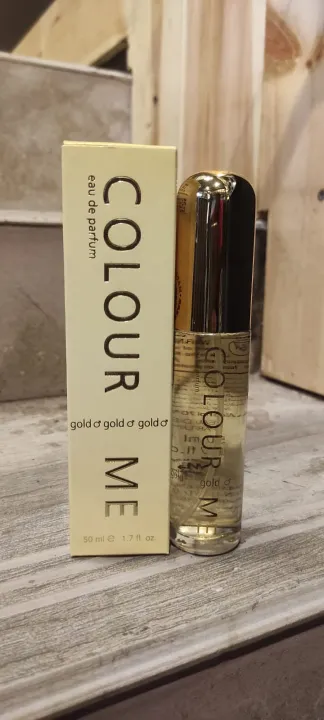 COLOUR ME
eau de parfum
gold♂ gold♂ gold♂
50 ml ℮ 1.7 fl. oz.
COLOUR ME
gold♂